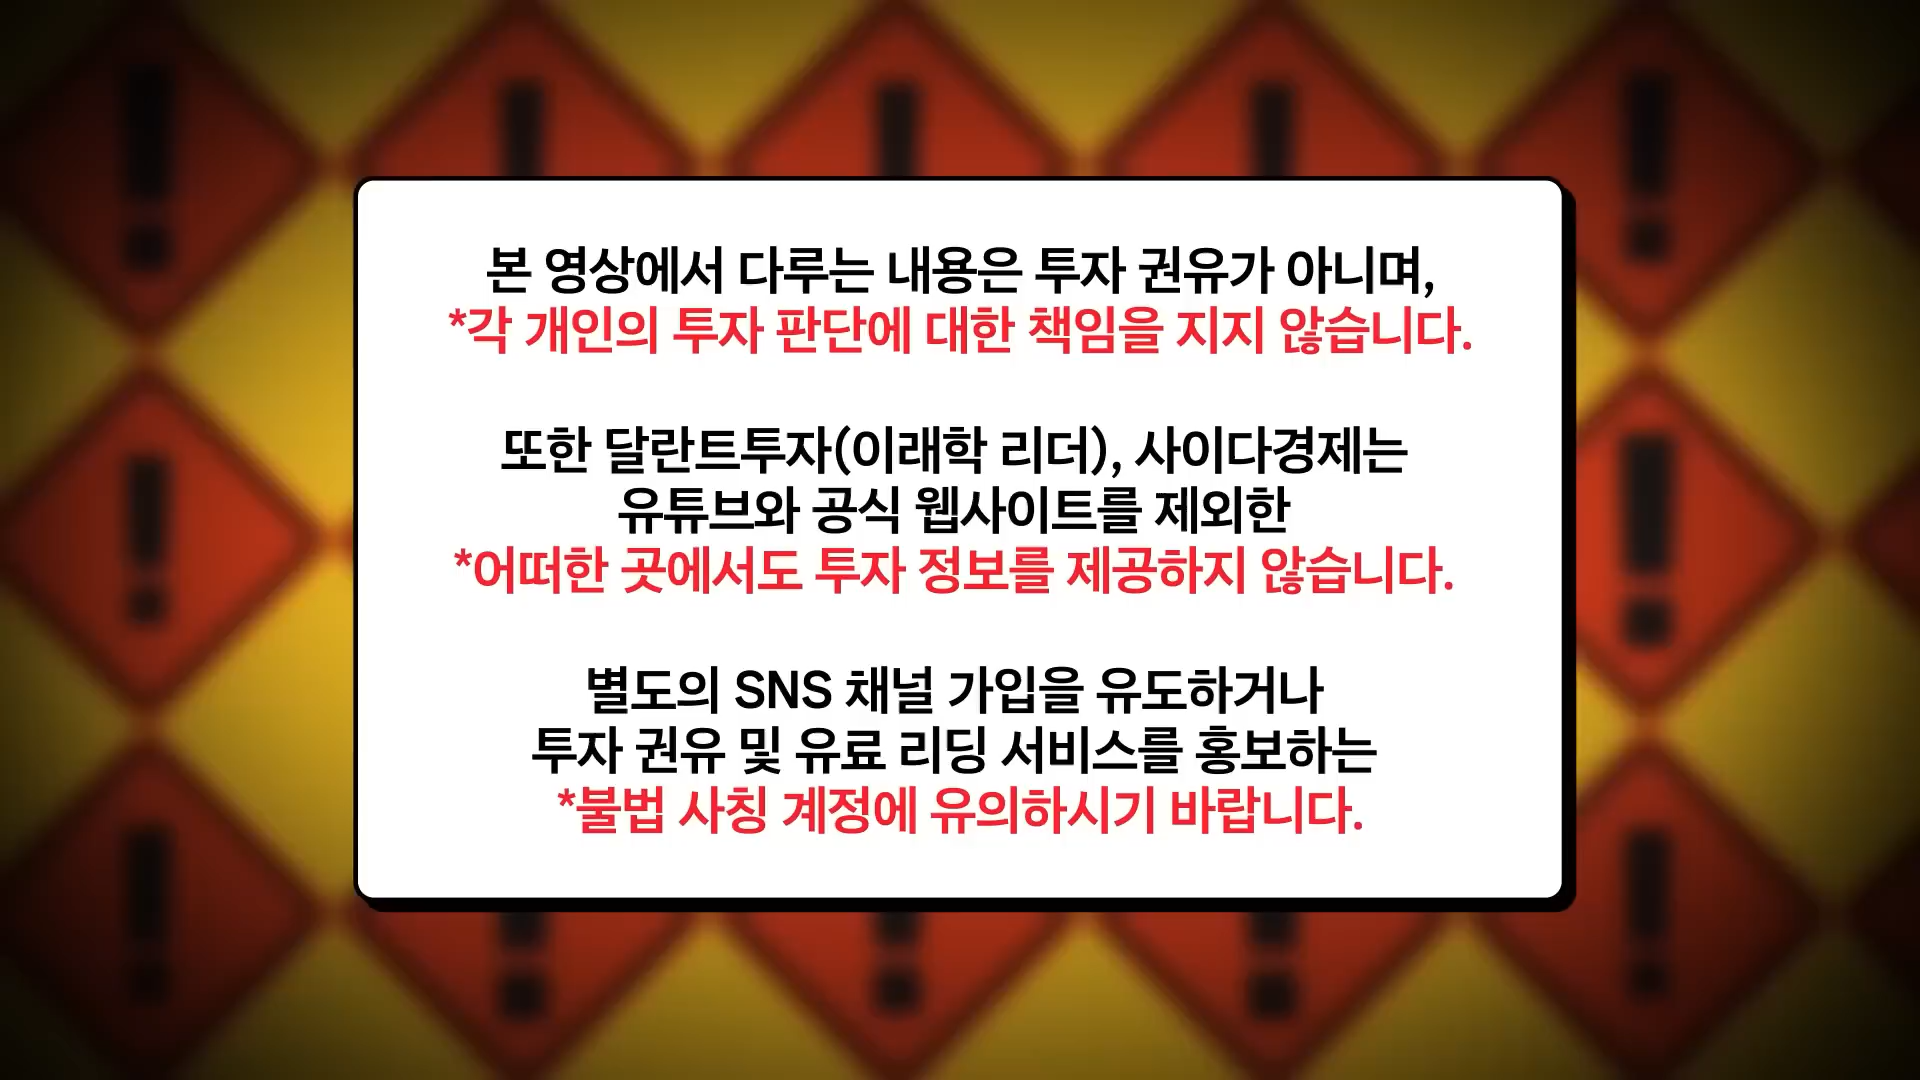 본 영상에서 다루는 내용은 투자 권유가 아니며,
*각 개인의 투자 판단에 대한 책임을 지지 않습니다.
또한 달란트투자(이래학 리더), 사이다경제는
유튜브와 공식 웹사이트를 제외한
*어떠한 곳에서도 투자 정보를 제공하지 않습니다.
별도의 SNS 채널 가입을 유도하거나
투자 권유 및 유료 리딩 서비스를 홍보하는
*불법 사칭 계정에 유의하시기 바랍니다.